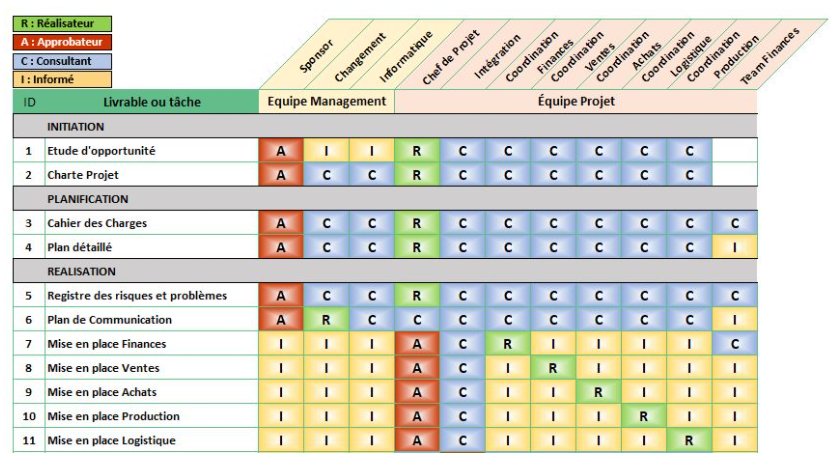 R : Réalisateur
A : Approbateur
C : Consultant
I : Informé
Sponsor
Changement
Informatique
Chef de Projet
Intégration
Coordination
Finances
Coordination
Ventes
Coordination
Achats
Coordination
Logistique
Coordination
Production
Team Finances
ID Livrable ou tâche Equipe Management Équipe Projet
INITIATION
1 Etude d'opportunité A I I R C C C C C C
2 Charte Projet A C C R C C C C C C
PLANIFICATION
3 Cahier des Charges A C C R C C C C C C C
4 Plan détaillé A C C R C C C C C C I
REALISATION
5 Registre des risques et problèmes A C C R C C C C C C C
6 Plan de Communication A R C C C C C C C C I
7 Mise en place Finances I I I A C R I I I I C
8 Mise en place Ventes I I I A C I R I I I I
9 Mise en place Achats I I I A C I I R I I I
10 Mise en place Production I I I A C I I I R I I
11 Mise en place Logistique I I I A C I I I I R I